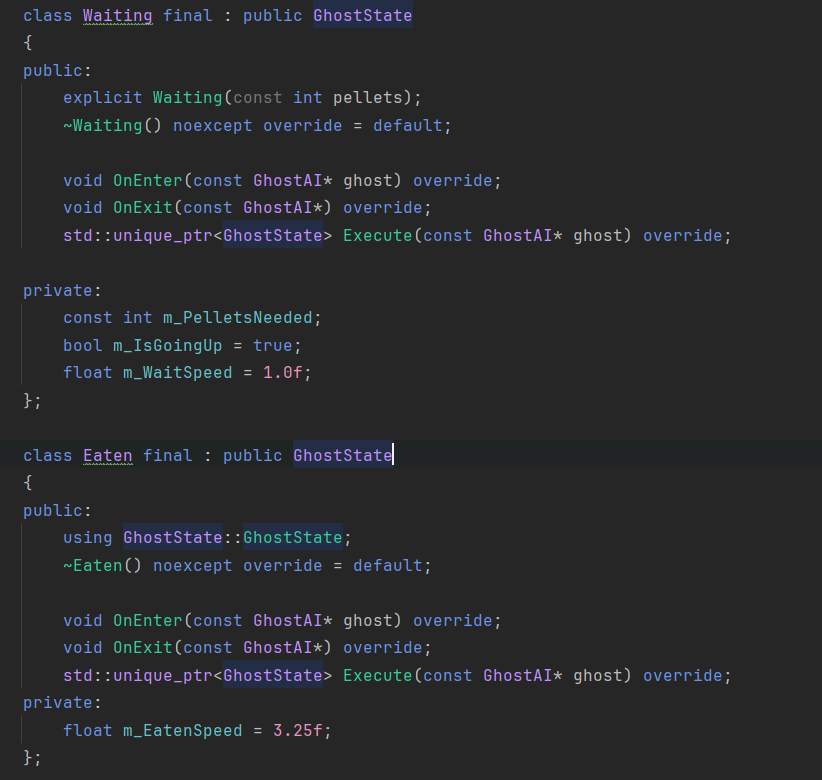 class Waiting final : public GhostState
{
public:
    explicit Waiting(const int pellets);
    ~Waiting() noexcept override = default;

    void OnEnter(const GhostAI* ghost) override;
    void OnExit(const GhostAI*) override;
    std::unique_ptr<GhostState> Execute(const GhostAI* ghost) override;

private:
    const int m_PelletsNeeded;
    bool m_IsGoingUp = true;
    float m_WaitSpeed = 1.0f;
};

class Eaten final : public GhostState
{
public:
    using GhostState::GhostState;
    ~Eaten() noexcept override = default;

    void OnEnter(const GhostAI* ghost) override;
    void OnExit(const GhostAI*) override;
    std::unique_ptr<GhostState> Execute(const GhostAI* ghost) override;
private:
    float m_EatenSpeed = 3.25f;
};